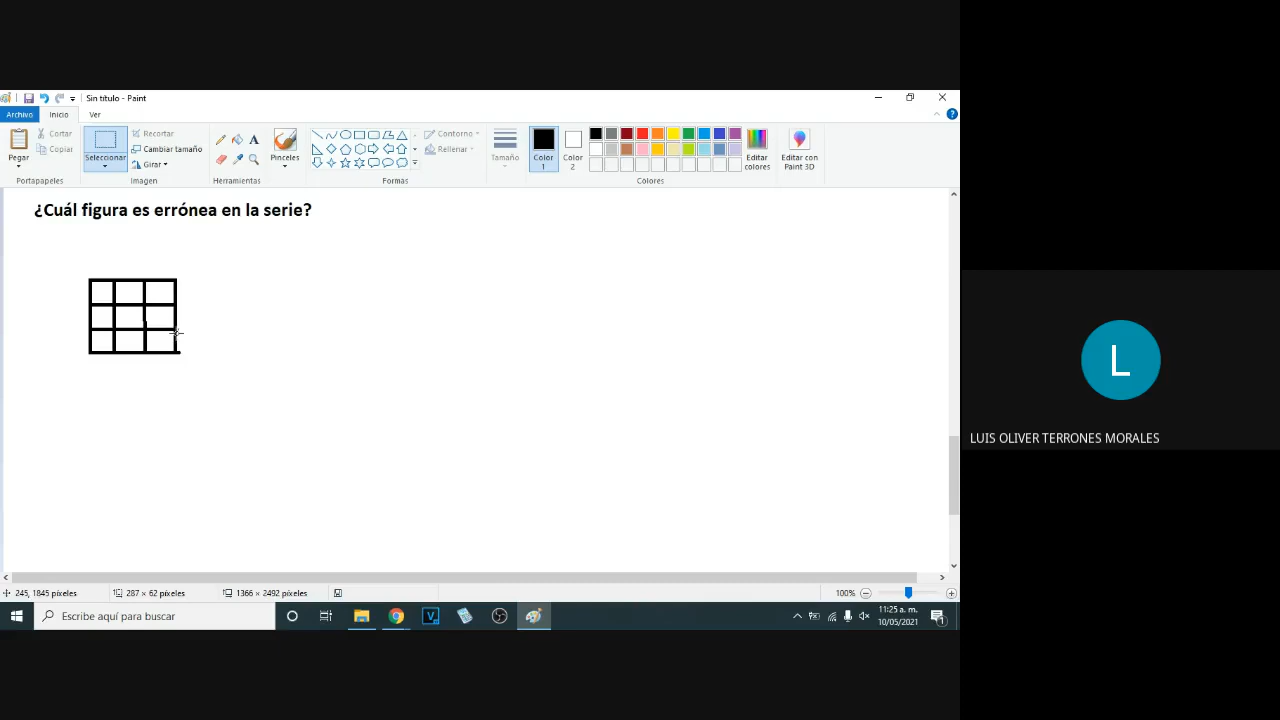 Sin título - Paint
Archivo Inicio Ver
Pegar
Cortar
Copiar
Portapapeles
Seleccionar
Recortar
Cambiar tamaño
Girar
Imagen
A
Herramientas
Pinceles
Contorno
Rellenar
Formas
Tamaño
Color 1
Color 2
Editar colores
Colores
Editar con Paint 3D
¿Cuál figura es errónea en la serie?
L
LUIS OLIVER TERRONES MORALES
245, 1845 píxeles 287 × 62 píxeles 1366 × 2492 píxeles 100%
Escribe aquí para buscar
V
11:25 a. m.
10/05/2021
1